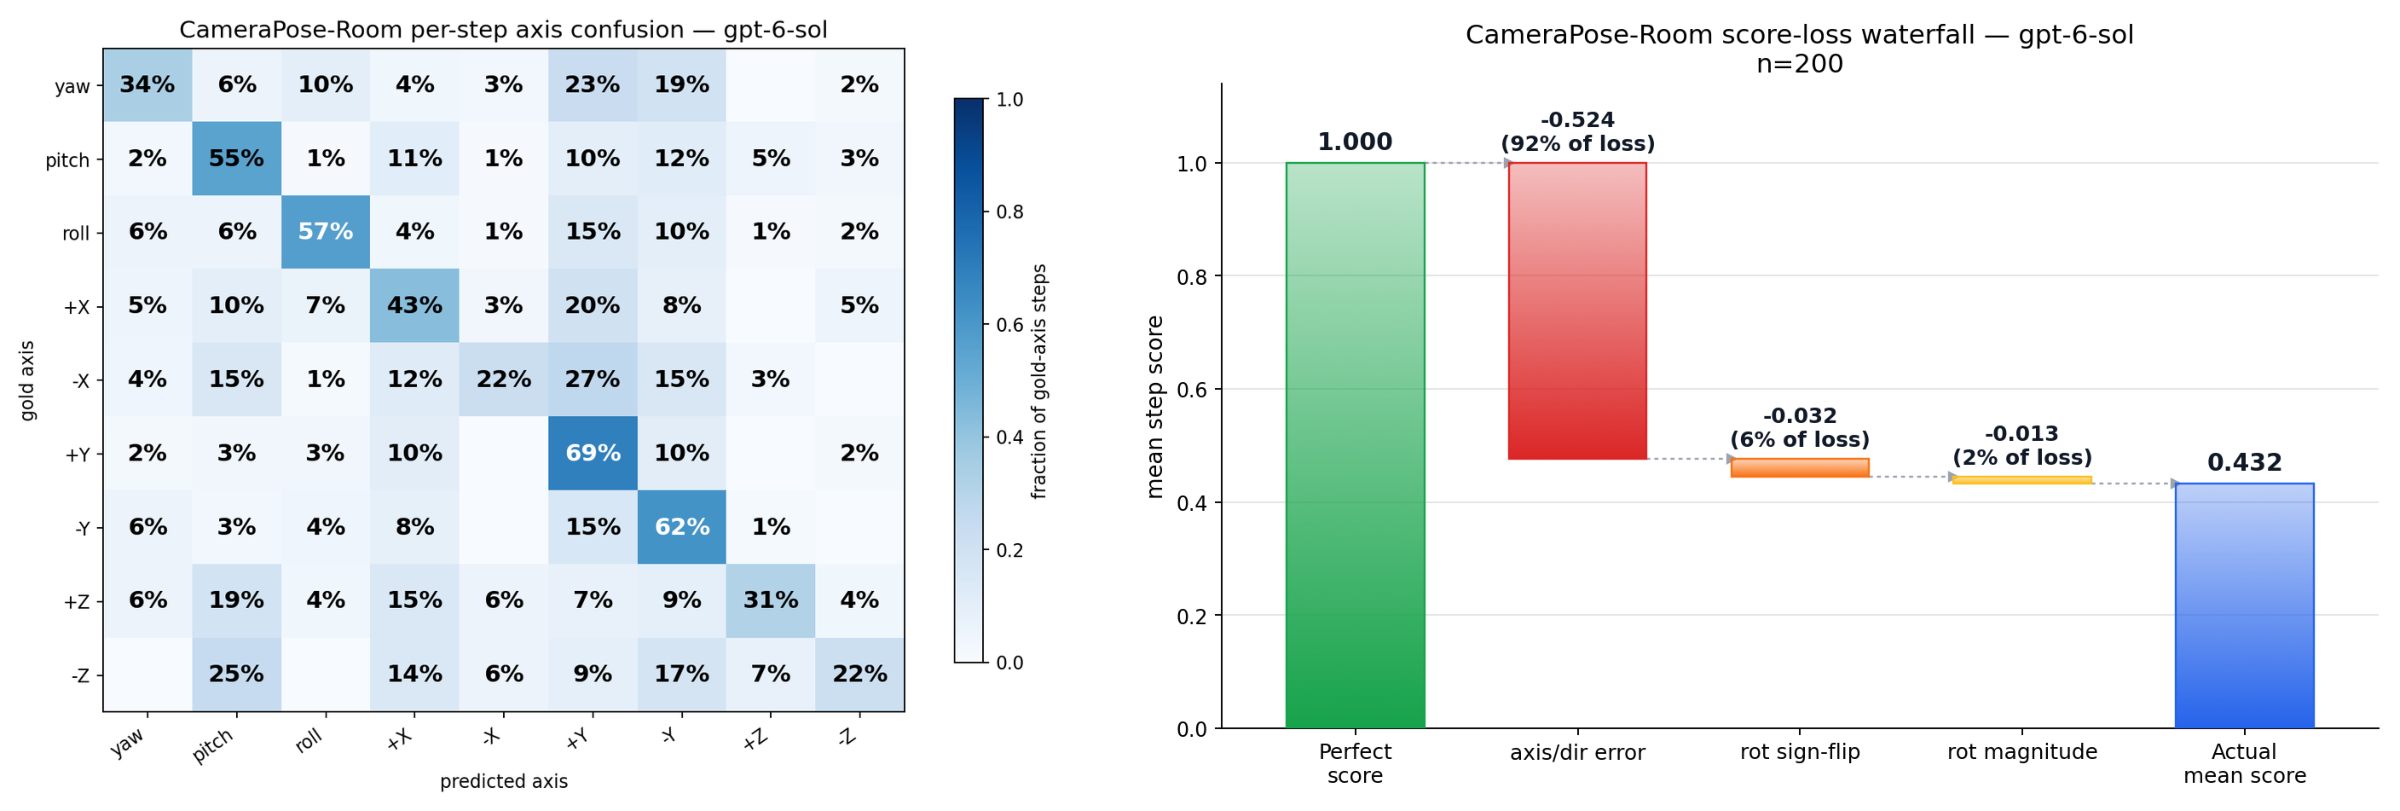 CameraPose-Room per-step axis confusion — gpt-6-sol
gold axis
yaw 34% 6% 10% 4% 3% 23% 19% 2%
pitch 2% 55% 1% 11% 1% 10% 12% 5% 3%
roll 6% 6% 57% 4% 1% 15% 10% 1% 2%
+X 5% 10% 7% 43% 3% 20% 8% 5%
-X 4% 15% 1% 12% 22% 27% 15% 3%
+Y 2% 3% 3% 10% 69% 10% 2%
-Y 6% 3% 4% 8% 15% 62% 1%
+Z 6% 19% 4% 15% 6% 7% 9% 31% 4%
-Z 25% 14% 6% 9% 17% 7% 22%
yaw pitch roll +X -X +Y -Y +Z -Z
predicted axis
1.0
0.8
0.6
0.4
0.2
0.0
fraction of gold-axis steps
CameraPose-Room score-loss waterfall — gpt-6-sol
n=200
mean step score
1.0
0.8
0.6
0.4
0.2
0.0
1.000
-0.524
(92% of loss)
-0.032
(6% of loss)
-0.013
(2% of loss)
0.432
Perfect
score
axis/dir error
rot sign-flip
rot magnitude
Actual
mean score